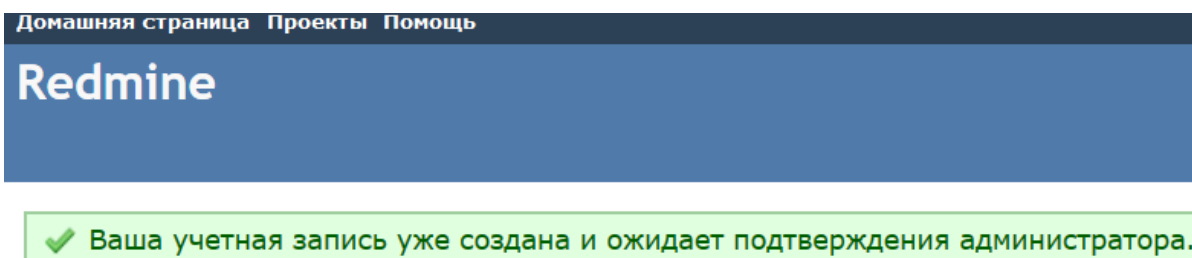 Домашняя страница Проекты Помощь
Redmine
Ваша учетная запись уже создана и ожидает подтверждения администратора.